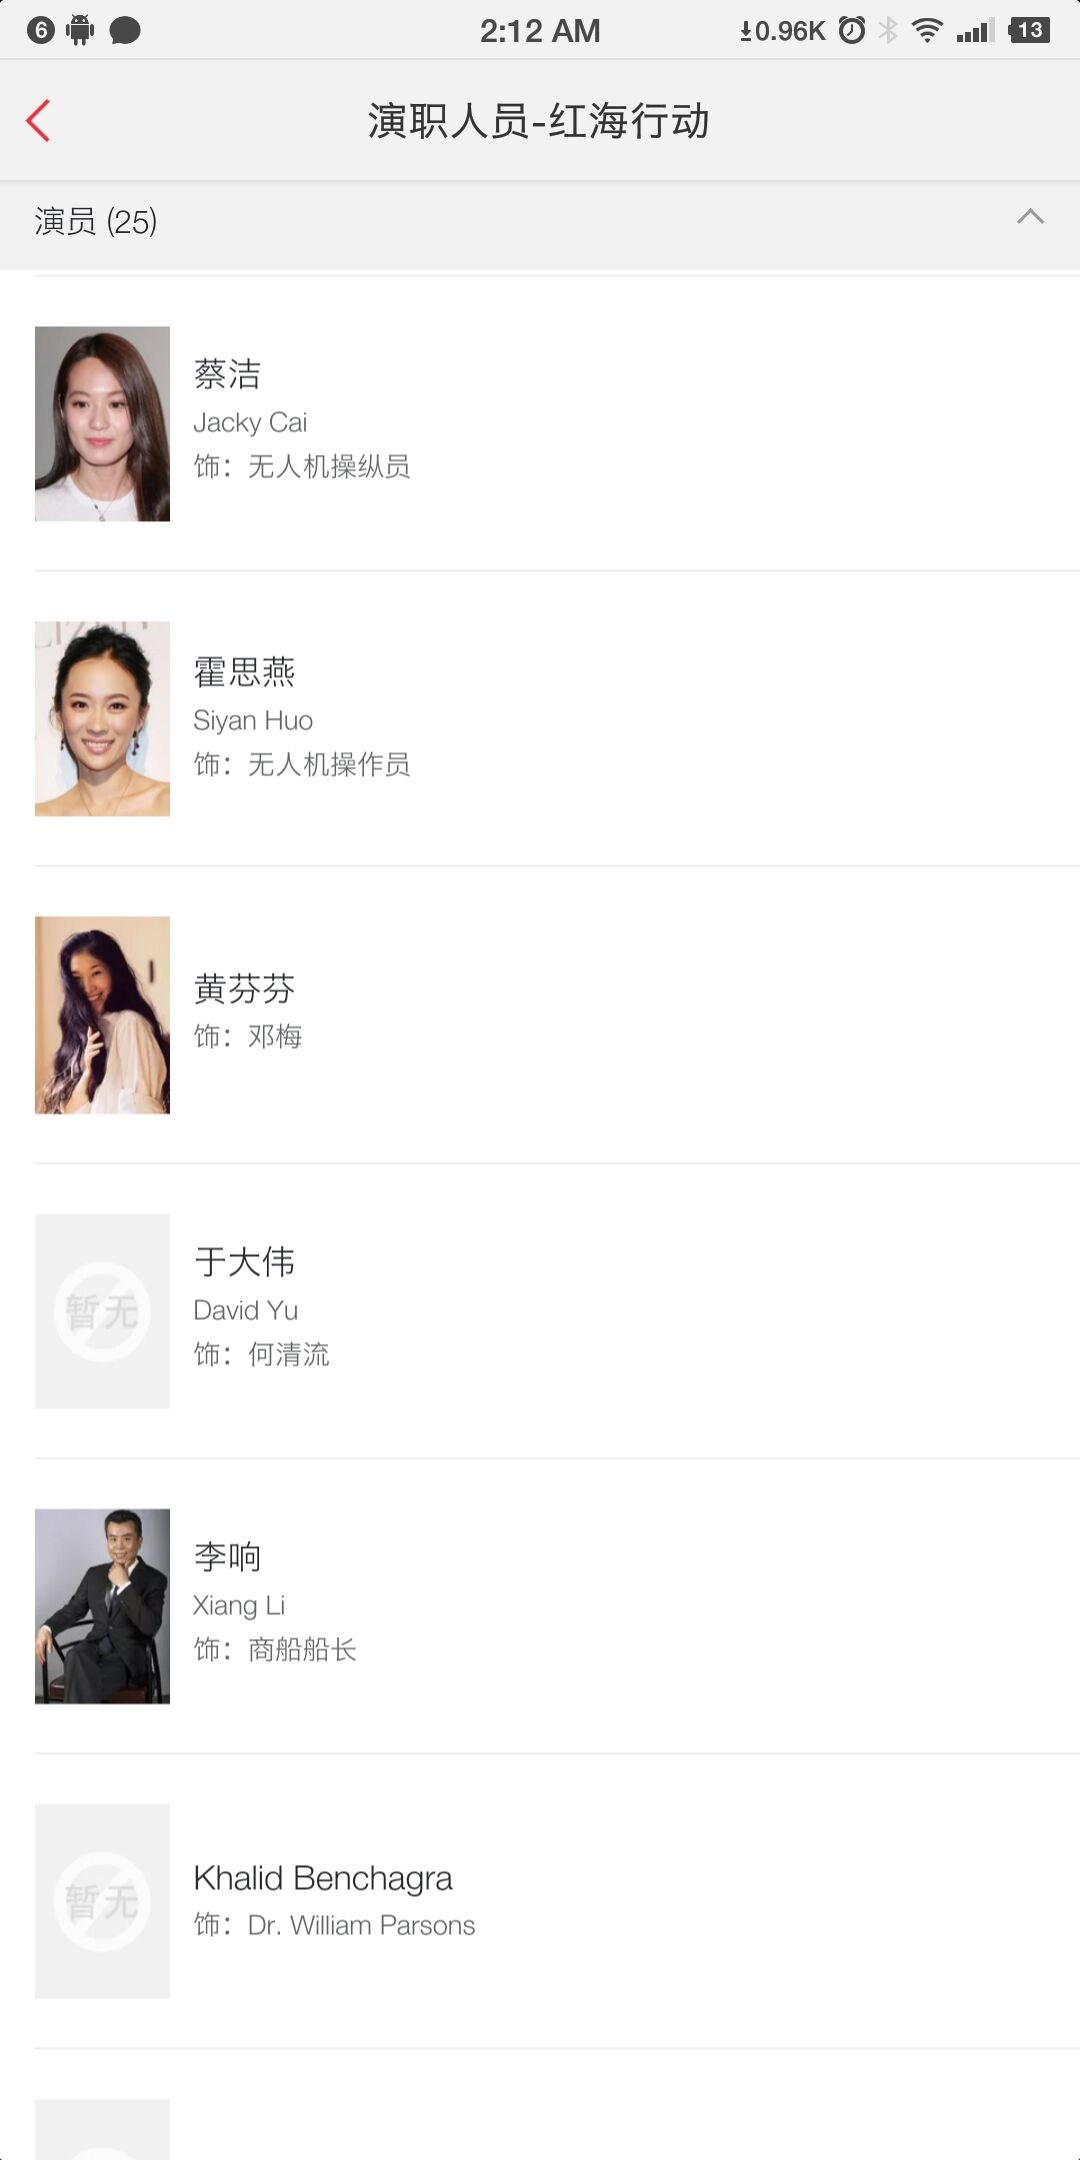 6
2:12 AM
0.96K
13
演职人员-红海行动
演员 (25)
蔡洁
Jacky Cai
饰：无人机操纵员
霍思燕
Siyan Huo
饰：无人机操作员
黄芬芬
饰：邓梅
暂无
于大伟
David Yu
饰：何清流
李响
Xiang Li
饰：商船船长
暂无
Khalid Benchagra
饰：Dr. William Parsons